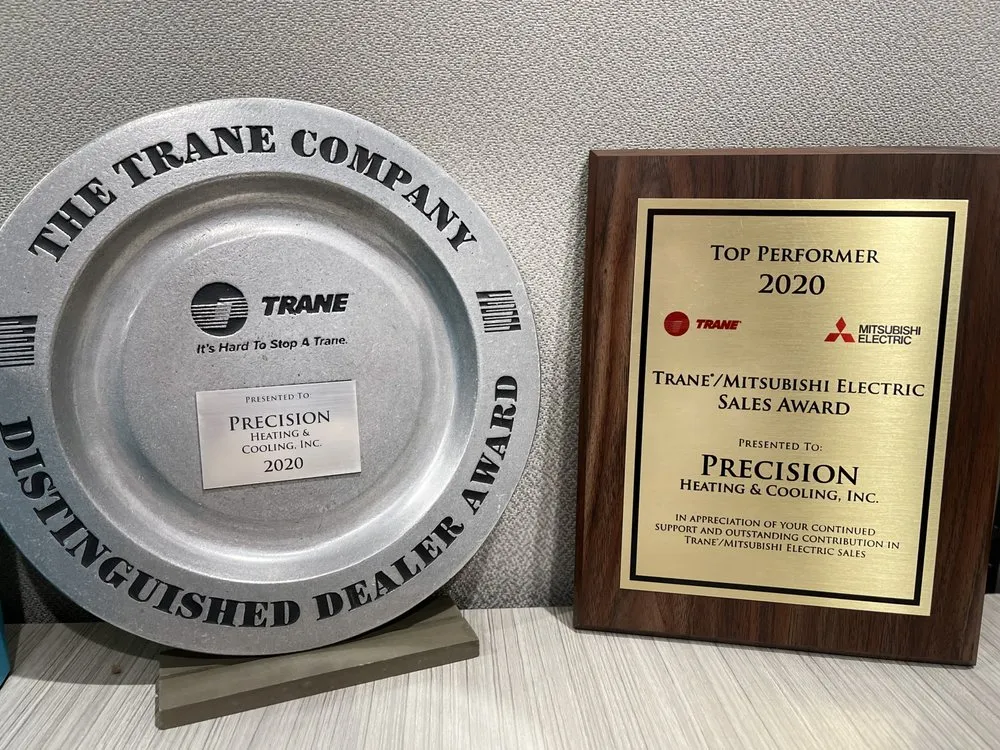 THE TRANE COMPANY
TRANE
It's Hard To Stop A Trane.
PRESENTED TO
PRECISION
HEATING &
COOLING, INC.
2020
DISTINGUISHED DEALER AWARD
TOP PERFORMER
2020
TRANE
MITSUBISHI
ELECTRIC
TRANE®/MITSUBISHI ELECTRIC
SALES AWARD
PRESENTED TO:
PRECISION
HEATING & COOLING, INC.
IN APPRECIATION OF YOUR CONTINUED
SUPPORT AND OUTSTANDING CONTRIBUTION IN
TRANE®/MITSUBISHI ELECTRIC SALES